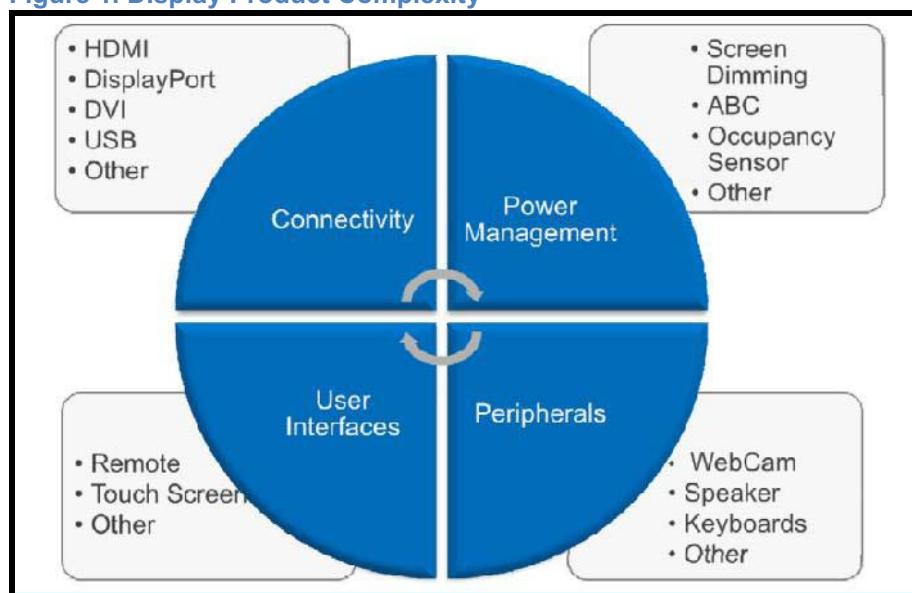 Figure 1: Display Product Complexity
• HDMI
• DisplayPort
• DVI
• USB
• Other
• Screen
Dimming
• ABC
• Occupancy
Sensor
• Other
Connectivity
Power
Management
User
Interfaces
Peripherals
• Remote
• Touch Screen
• Other
• WebCam
• Speaker
• Keyboards
• Other